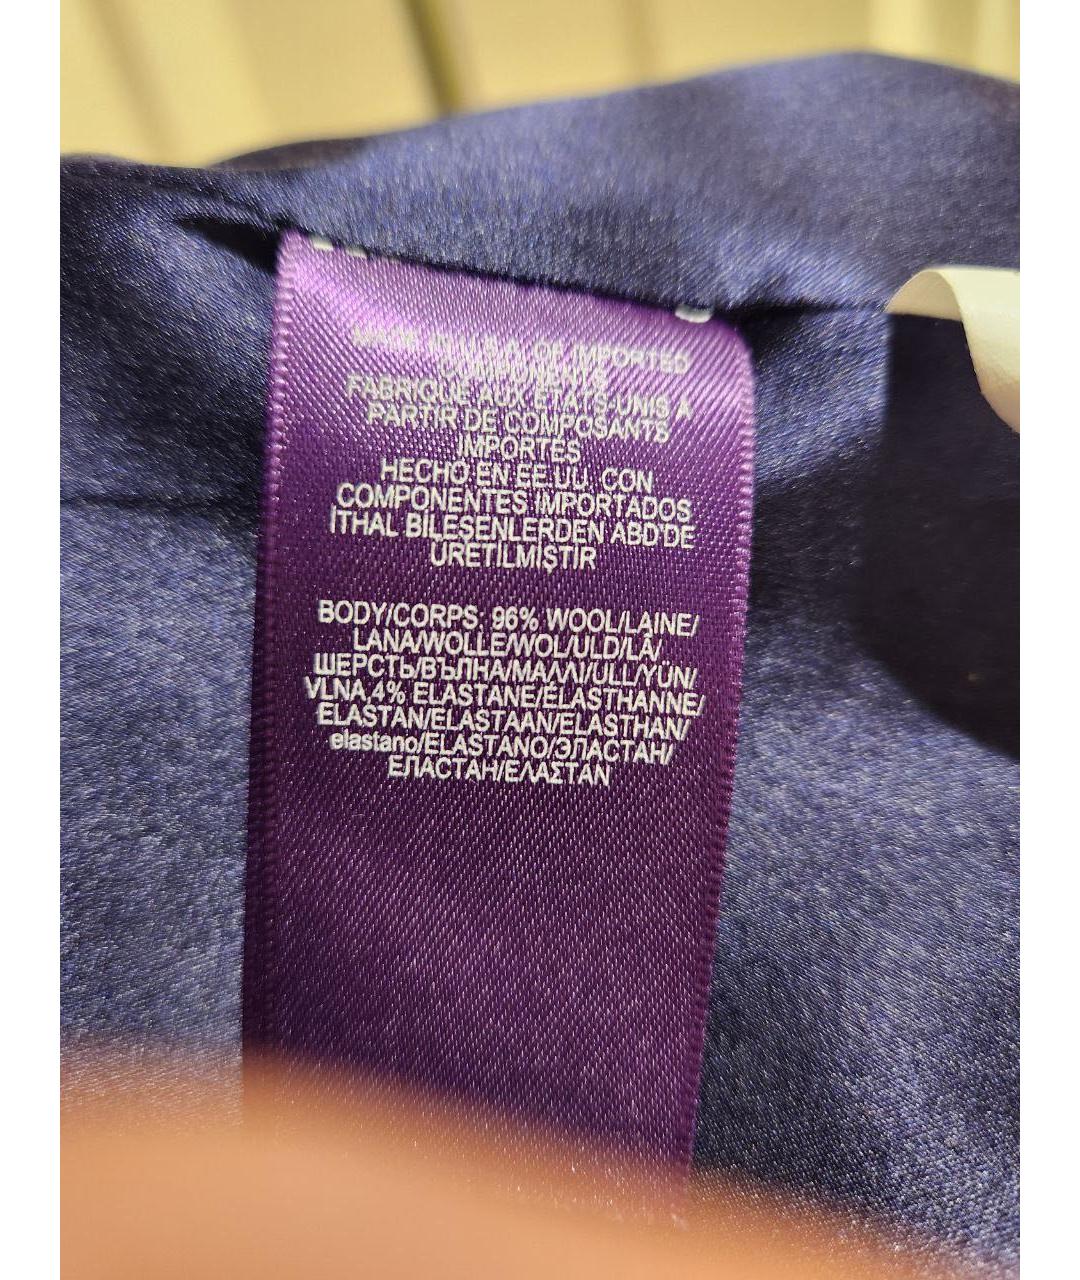 MADE IN U.S.A. OF IMPORTED
COMPONENTS
FABRIQUE AUX ETATS-UNIS A
PARTIR DE COMPOSANTS
IMPORTES
HECHO EN EE.UU. CON
COMPONENTES IMPORTADOS
İTHAL BİLEŞENLERDEN ABD'DE
ÜRETİLMİŞTİR
BODY/CORPS: 96% WOOL/LAINE/
LANA/WOLLE/WOL/ULD/LÃ/
ШЕРСТЬ/ВЪЛНА/ΜΑΛΛΙ/ULL/YÜN/
VLNA,4% ELASTANE/ÉLASTHANNE/
ELASTAN/ELASTAAN/ELASTHAN/
elastano/ELASTANO/ЭЛАСТАН/
ЕЛАСТАН/ΕΛΑΣΤΑΝ